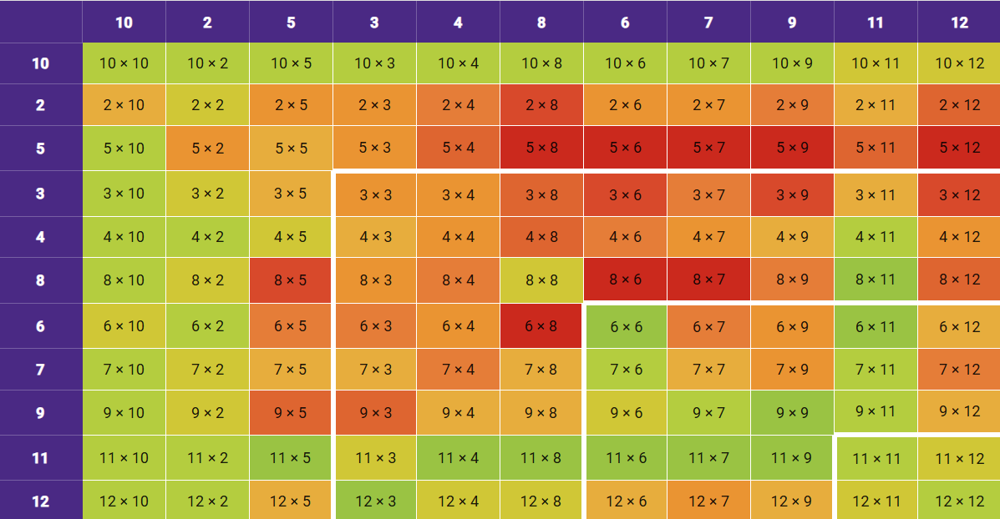 10 2 5 3 4 8 6 7 9 11 12
10 10 × 10 10 × 2 10 × 5 10 × 3 10 × 4 10 × 8 10 × 6 10 × 7 10 × 9 10 × 11 10 × 12
2 2 × 10 2 × 2 2 × 5 2 × 3 2 × 4 2 × 8 2 × 6 2 × 7 2 × 9 2 × 11 2 × 12
5 5 × 10 5 × 2 5 × 5 5 × 3 5 × 4 5 × 8 5 × 6 5 × 7 5 × 9 5 × 11 5 × 12
3 3 × 10 3 × 2 3 × 5 3 × 3 3 × 4 3 × 8 3 × 6 3 × 7 3 × 9 3 × 11 3 × 12
4 4 × 10 4 × 2 4 × 5 4 × 3 4 × 4 4 × 8 4 × 6 4 × 7 4 × 9 4 × 11 4 × 12
8 8 × 10 8 × 2 8 × 5 8 × 3 8 × 4 8 × 8 8 × 6 8 × 7 8 × 9 8 × 11 8 × 12
6 6 × 10 6 × 2 6 × 5 6 × 3 6 × 4 6 × 8 6 × 6 6 × 7 6 × 9 6 × 11 6 × 12
7 7 × 10 7 × 2 7 × 5 7 × 3 7 × 4 7 × 8 7 × 6 7 × 7 7 × 9 7 × 11 7 × 12
9 9 × 10 9 × 2 9 × 5 9 × 3 9 × 4 9 × 8 9 × 6 9 × 7 9 × 9 9 × 11 9 × 12
11 11 × 10 11 × 2 11 × 5 11 × 3 11 × 4 11 × 8 11 × 6 11 × 7 11 × 9 11 × 11 11 × 12
12 12 × 10 12 × 2 12 × 5 12 × 3 12 × 4 12 × 8 12 × 6 12 × 7 12 × 9 12 × 11 12 × 12